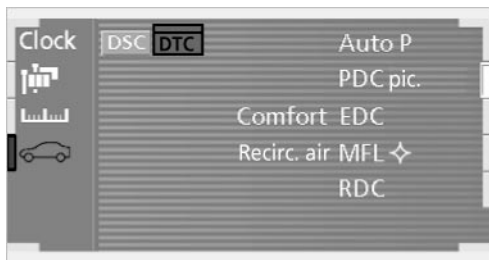 Clock DSC DTC Auto P
PDC pic.
Comfort EDC
Recirc. air MFL
RDC